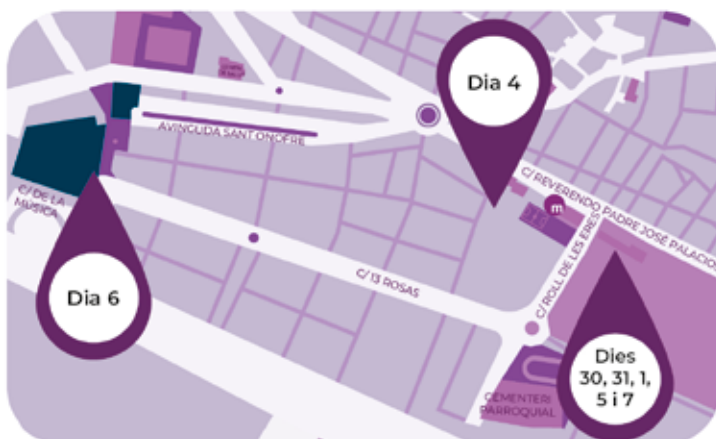 Dia 4
AVINGUDA SANT ONOFRE
C/ REVERENDO PADRE JOSÉ PALACIO
m
C/ DE LA
MÚSICA
C/ ROLL DE LES ERES
Dia 6
C/ 13 ROSAS
Dies
30, 31, 1,
5 i 7
CEMENTERI
PARROQUIAL